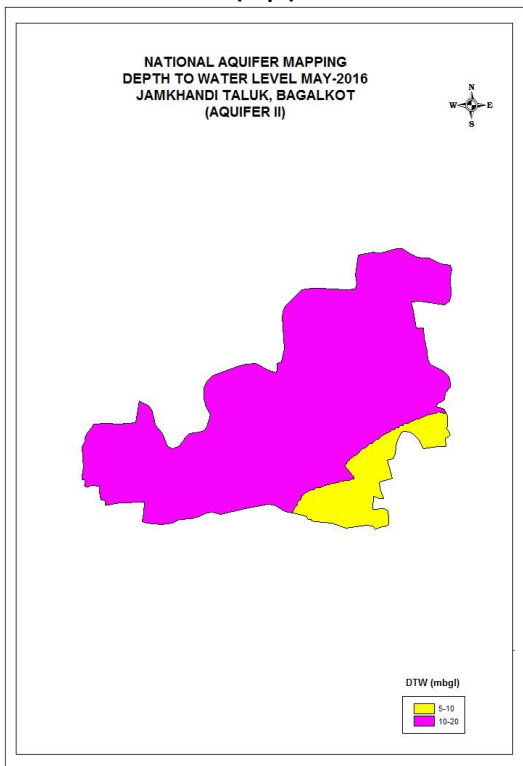 NATIONAL AQUIFER MAPPING
DEPTH TO WATER LEVEL MAY-2016
JAMKHANDI TALUK, BAGALKOT
(AQUIFER II)
N
W E
S
DTW (mbgl)
5-10
10-20